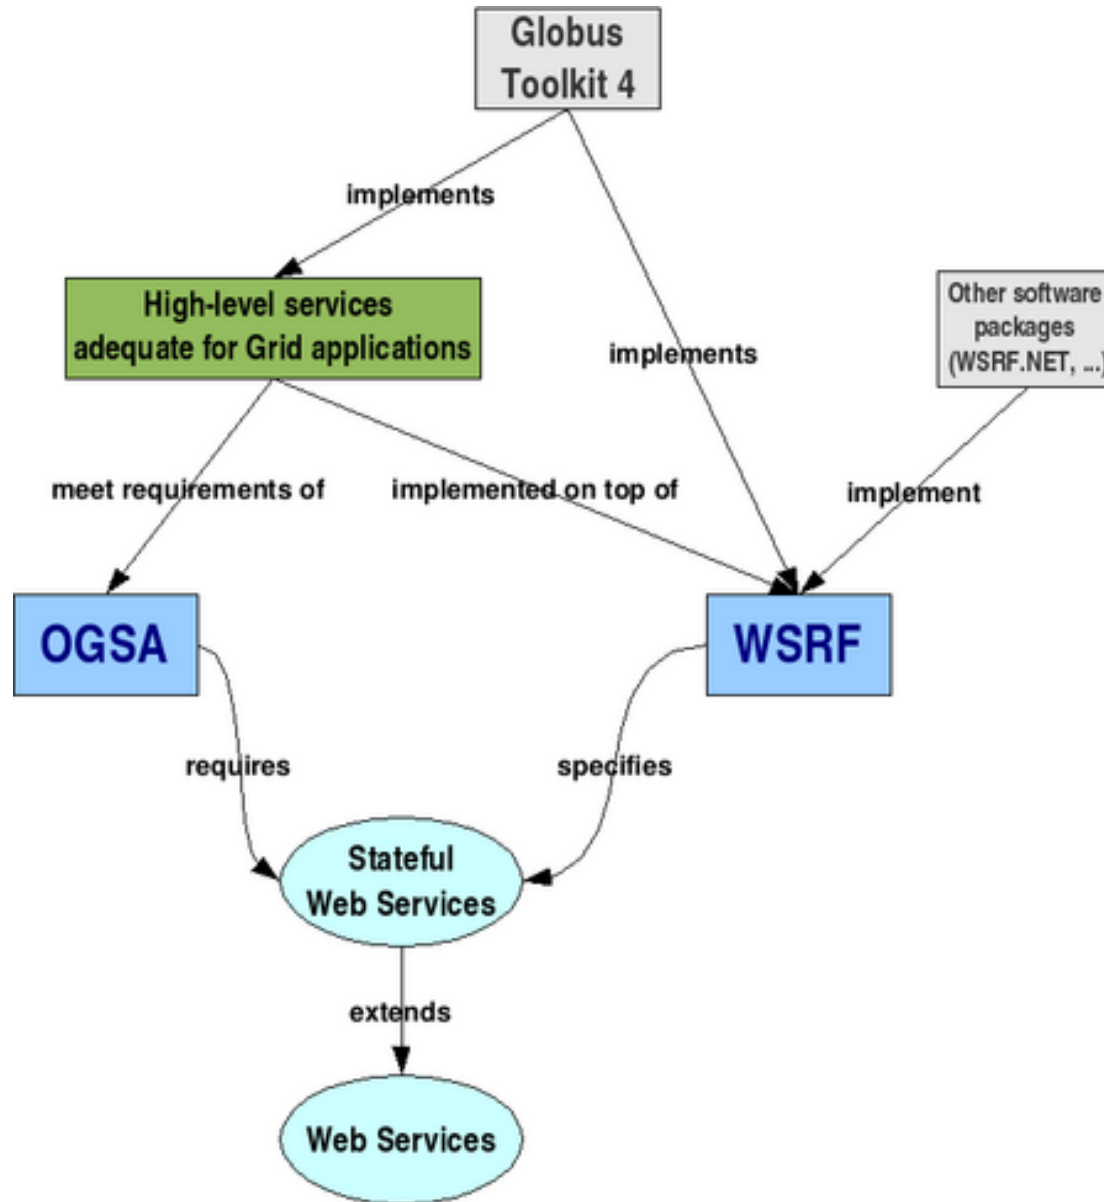 Globus
Toolkit 4
implements
High-level services
adequate for Grid applications
implements
Other software
packages
(WSRF.NET, ...)
meet requirements of
implemented on top of
implement
OGSA
WSRF
requires
specifies
Stateful
Web Services
extends
Web Services